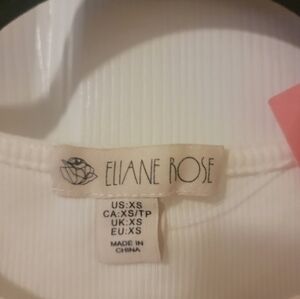 ELIANE ROSE
US:XS
CA:XS/TP
UK:XS
EU:XS
MADE IN
CHINA